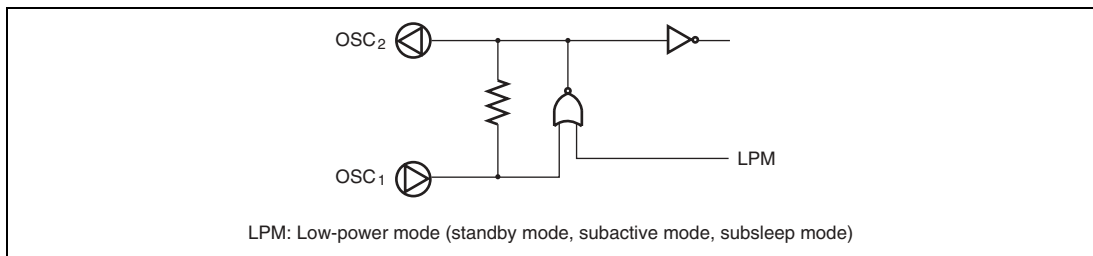 OSC2
LPM
OSC1
LPM: Low-power mode (standby mode, subactive mode, subsleep mode)